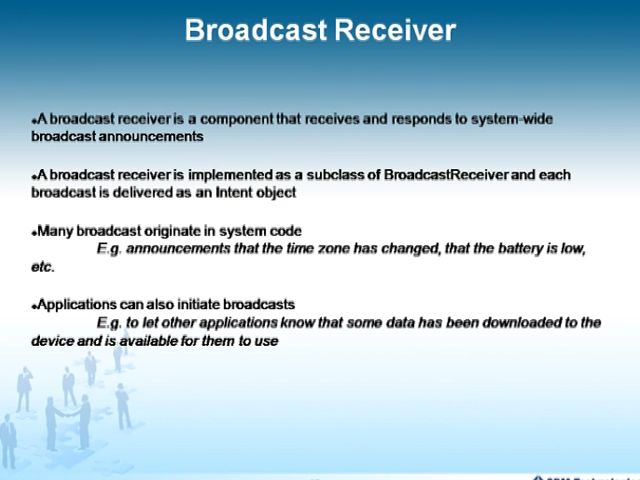 Broadcast Receiver
A broadcast receiver is a component that receives and responds to system-wide
broadcast announcements
A broadcast receiver is implemented as a subclass of BroadcastReceiver and each
broadcast is delivered as an Intent object
Many broadcast originate in system code
E.g. announcements that the time zone has changed, that the battery is low,
etc.
Applications can also initiate broadcasts
E.g. to let other applications know that some data has been downloaded to the
device and is available for them to use